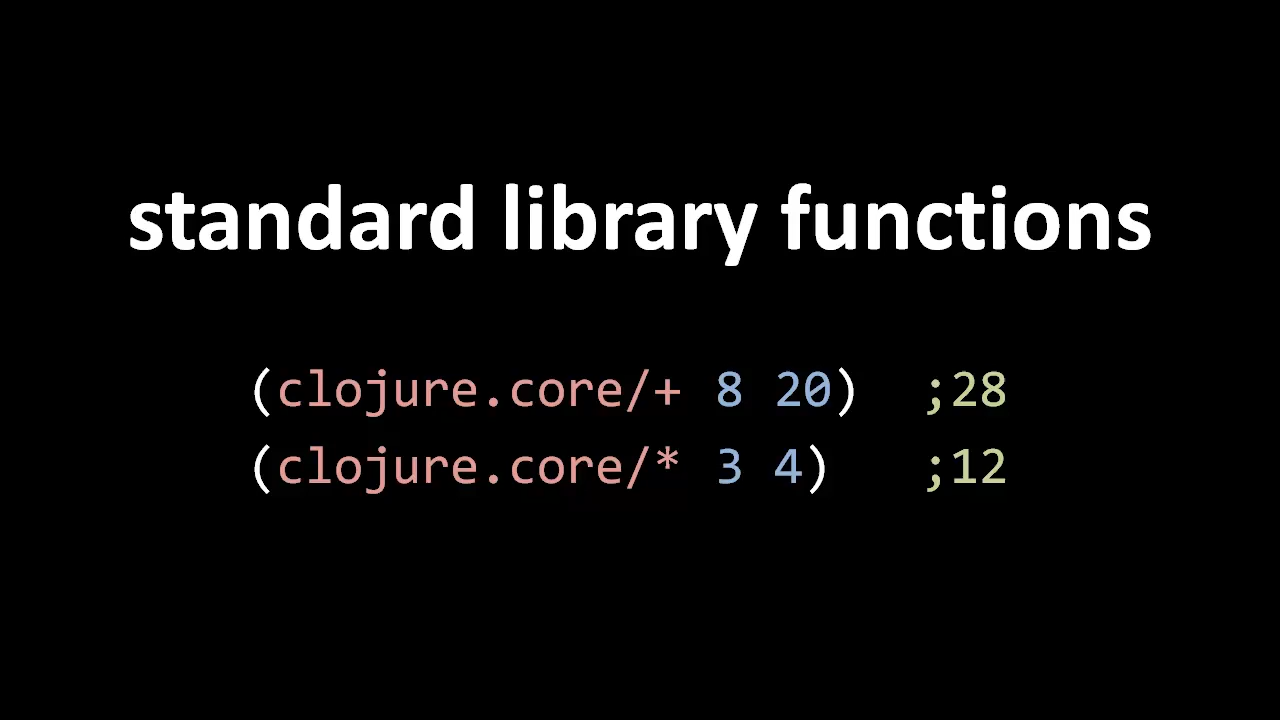 standard library functions
(clojure.core/+ 8 20) ;28
(clojure.core/* 3 4) ;12